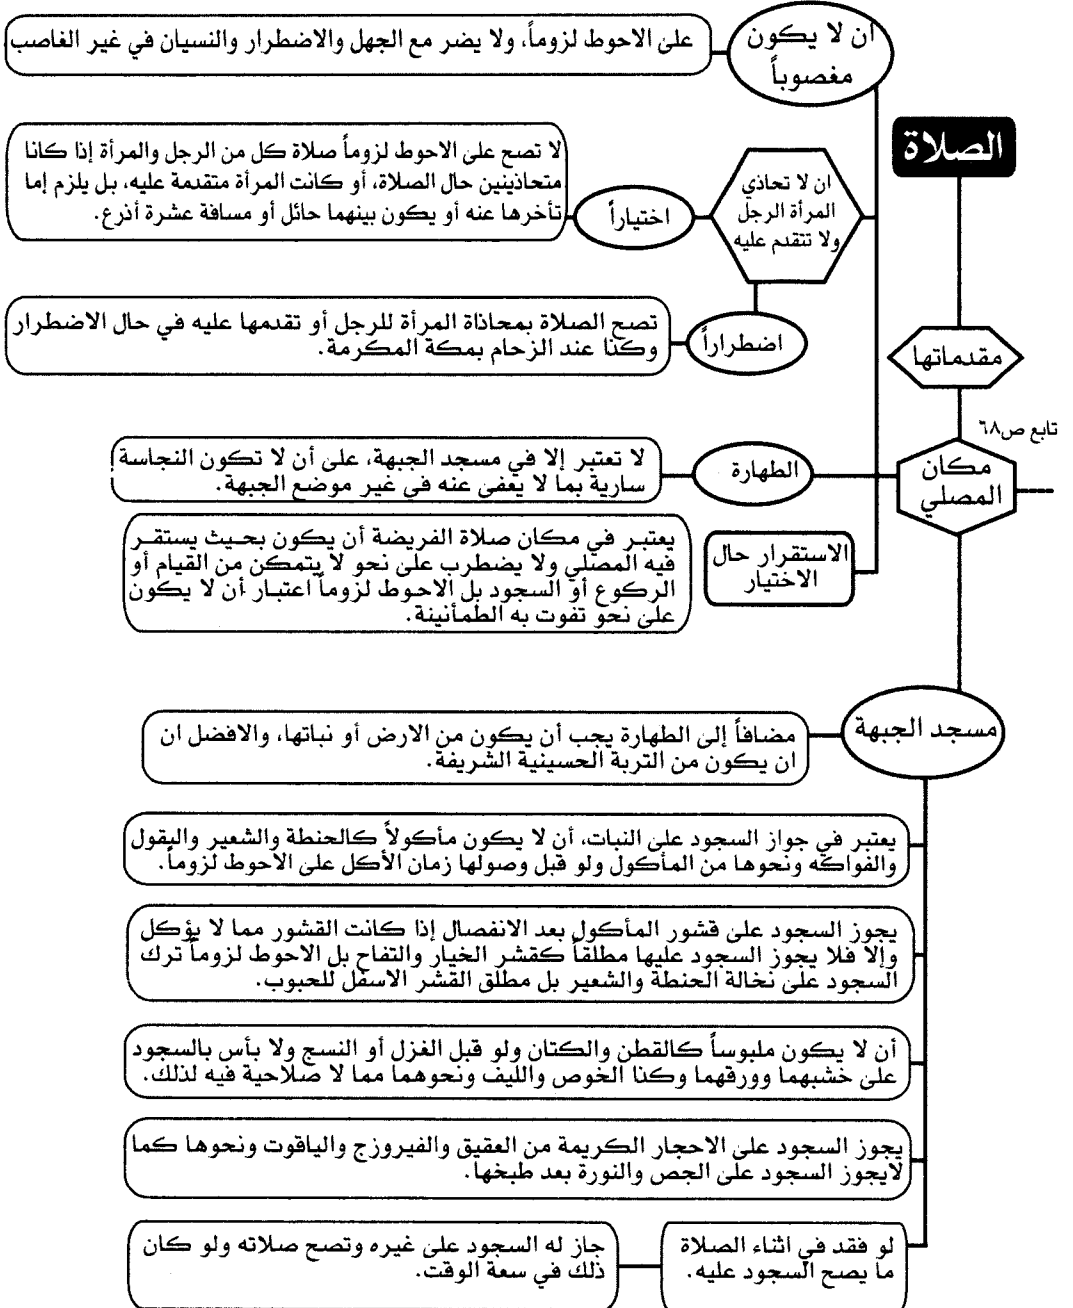 أن لا يكون
مغصوباً
على الاحوط لزوماً، ولا يضر مع الجهل والاضطرار والنسيان في غير الغاصب
الصلاة
ان لا تحاذي
المرأة الرجل
ولا تتقدم عليه
اختياراً
لا تصح على الاحوط لزوماً صلاة كل من الرجل والمرأة إذا كانا
متحاذيين حال الصلاة، أو كانت المرأة متقدمة عليه، بل يلزم إما
تأخرها عنه أو يكون بينهما حائل أو مسافة عشرة أذرع.
اضطراراً
تصح الصلاة بمحاذاة المرأة للرجل أو تقدمها عليه في حال الاضطرار
وكذا عند الزحام بمكة المكرمة.
مقدماتها
تابع ص٦٨
مكان
المصلي
الطهارة
لا تعتبر إلا في مسجد الجبهة، على أن لا تكون النجاسة
سارية بما لا يعفى عنه في غير موضع الجبهة.
الاستقرار حال
الاختيار
يعتبر في مكان صلاة الفريضة أن يكون بحيث يستقر
فيه المصلي ولا يضطرب على نحو لا يتمكن من القيام أو
الركوع أو السجود بل الاحوط لزوماً اعتبار أن لا يكون
على نحو تفوت به الطمأنينة.
مسجد الجبهة
مضافاً إلى الطهارة يجب أن يكون من الارض أو نباتها، والافضل ان
ان يكون من التربة الحسينية الشريفة.
يعتبر في جواز السجود على النبات، أن لا يكون مأكولاً كالحنطة والشعير والبقول
والفواكه ونحوها من المأكول ولو قبل وصولها زمان الأكل على الاحوط لزوماً.
يجوز السجود على قشور المأكول بعد الانفصال إذا كانت القشور مما لا يؤكل
وإلا فلا يجوز السجود عليها مطلقاً كقشر الخيار والتفاح بل الاحوط لزوماً ترك
السجود على نخالة الحنطة والشعير بل مطلق القشر الاسفل للحبوب.
أن لا يكون ملبوساً كالقطن والكتان ولو قبل الغزل أو النسج ولا بأس بالسجود
على خشبهما وورقهما وكذا الخوص والليف ونحوهما مما لا صلاحية فيه لذلك.
يجوز السجود على الاحجار الكريمة من العقيق والفيروزج والياقوت ونحوها كما
لايجوز السجود على الجص والنورة بعد طبخها.
لو فقد في اثناء الصلاة
ما يصح السجود عليه.
جاز له السجود على غيره وتصح صلاته ولو كان
ذلك في سعة الوقت.